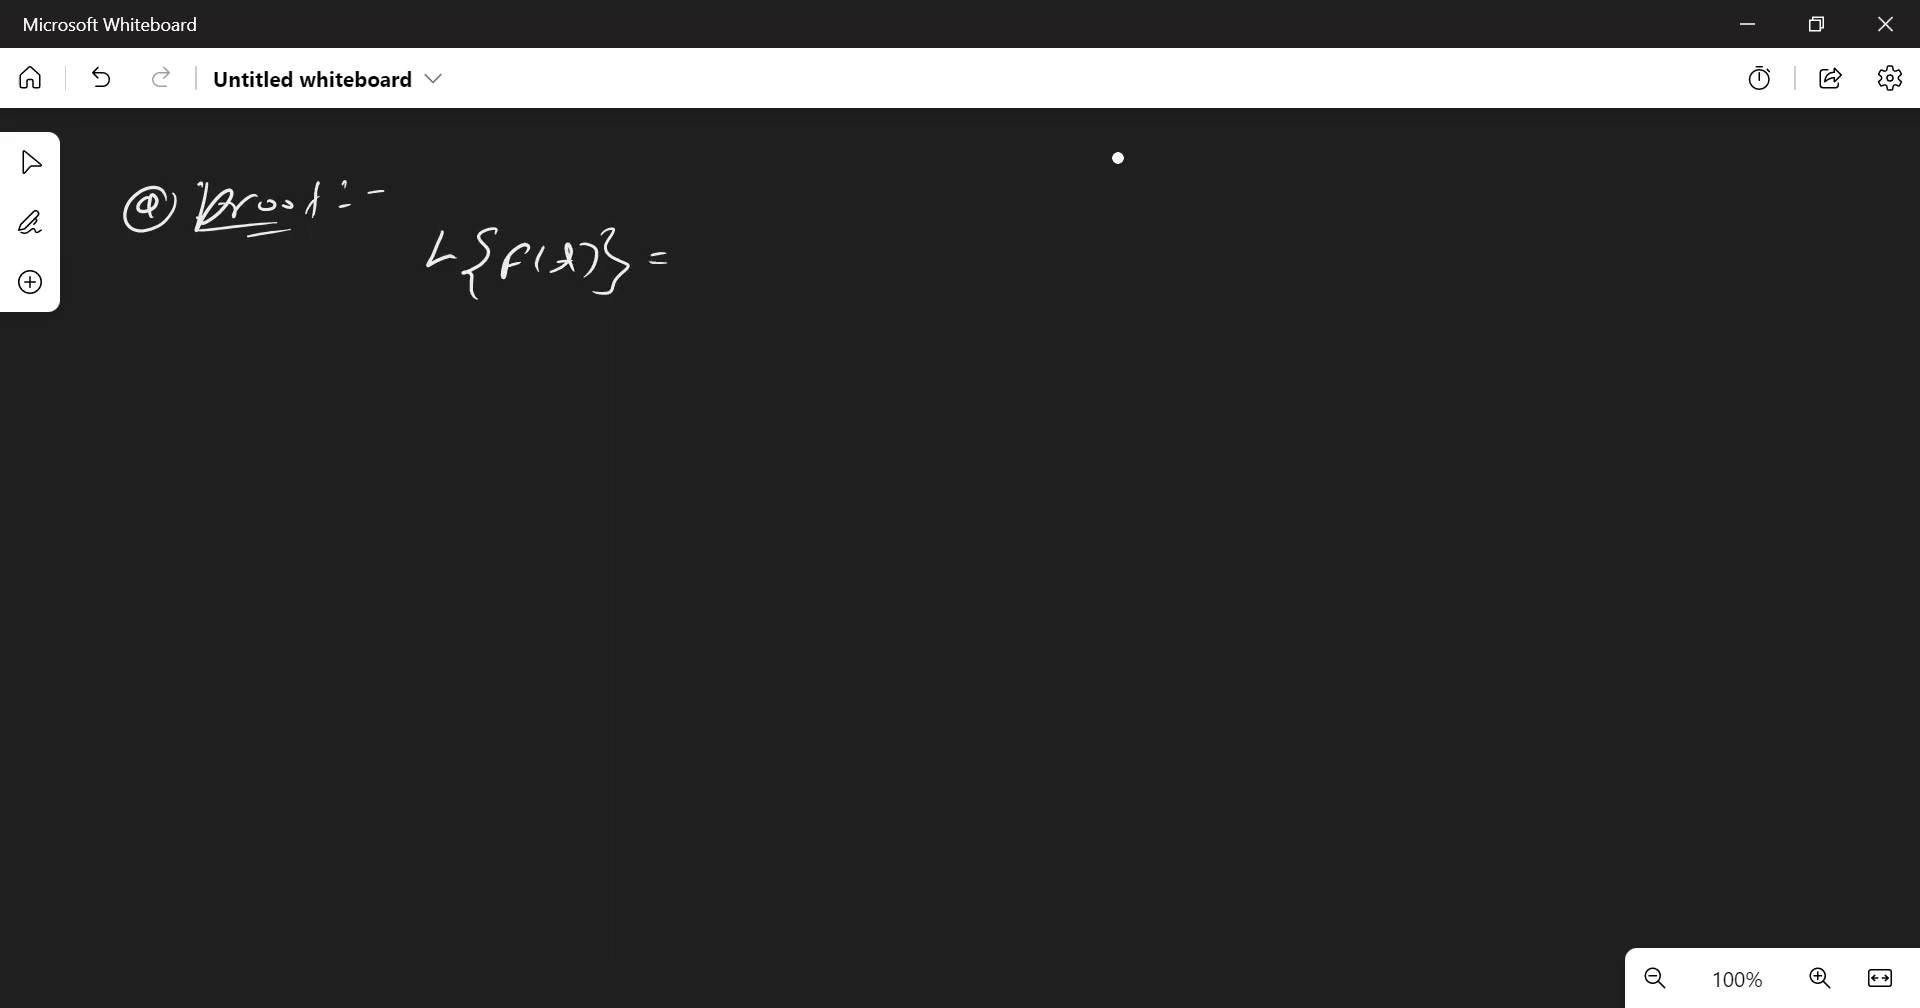 Microsoft Whiteboard
Untitled whiteboard
@ Proof :-
L{f(t)} =
100%